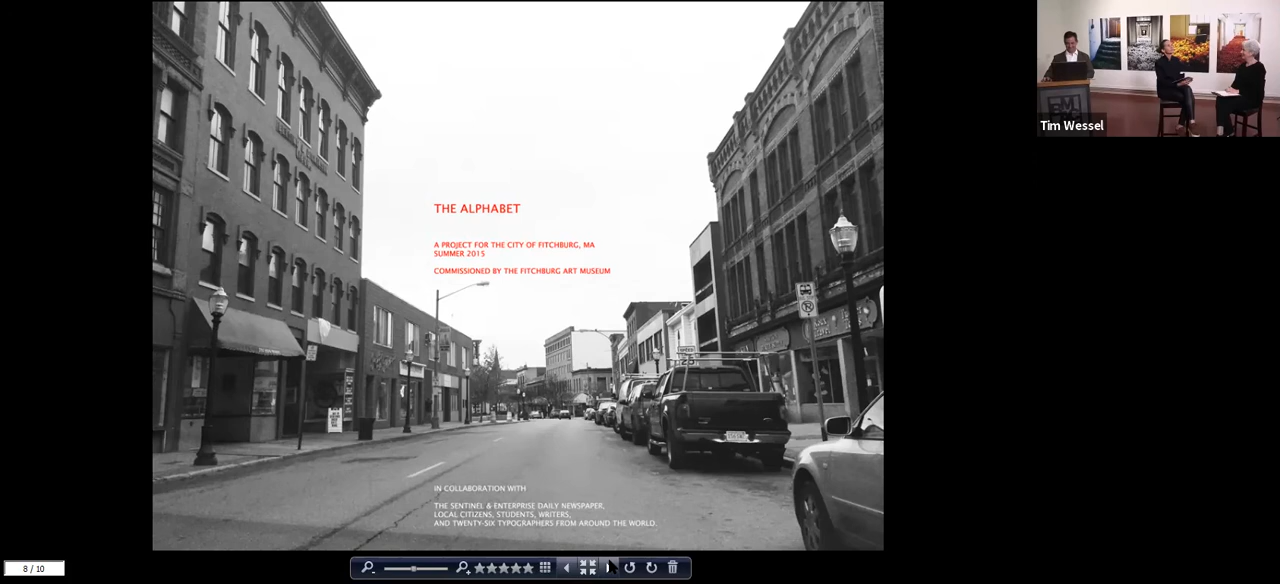 THE ALPHABET
A PROJECT FOR THE CITY OF FITCHBURG, MA
SUMMER 2015
COMMISSIONED BY THE FITCHBURG ART MUSEUM
SPEED
25
IN COLLABORATION WITH
THE SENTINEL & ENTERPRISE DAILY NEWSPAPER,
LOCAL CITIZENS, STUDENTS, WRITERS,
AND TWENTY-SIX TYPOGRAPHERS FROM AROUND THE WORLD.
Tim Wessel
8 / 10